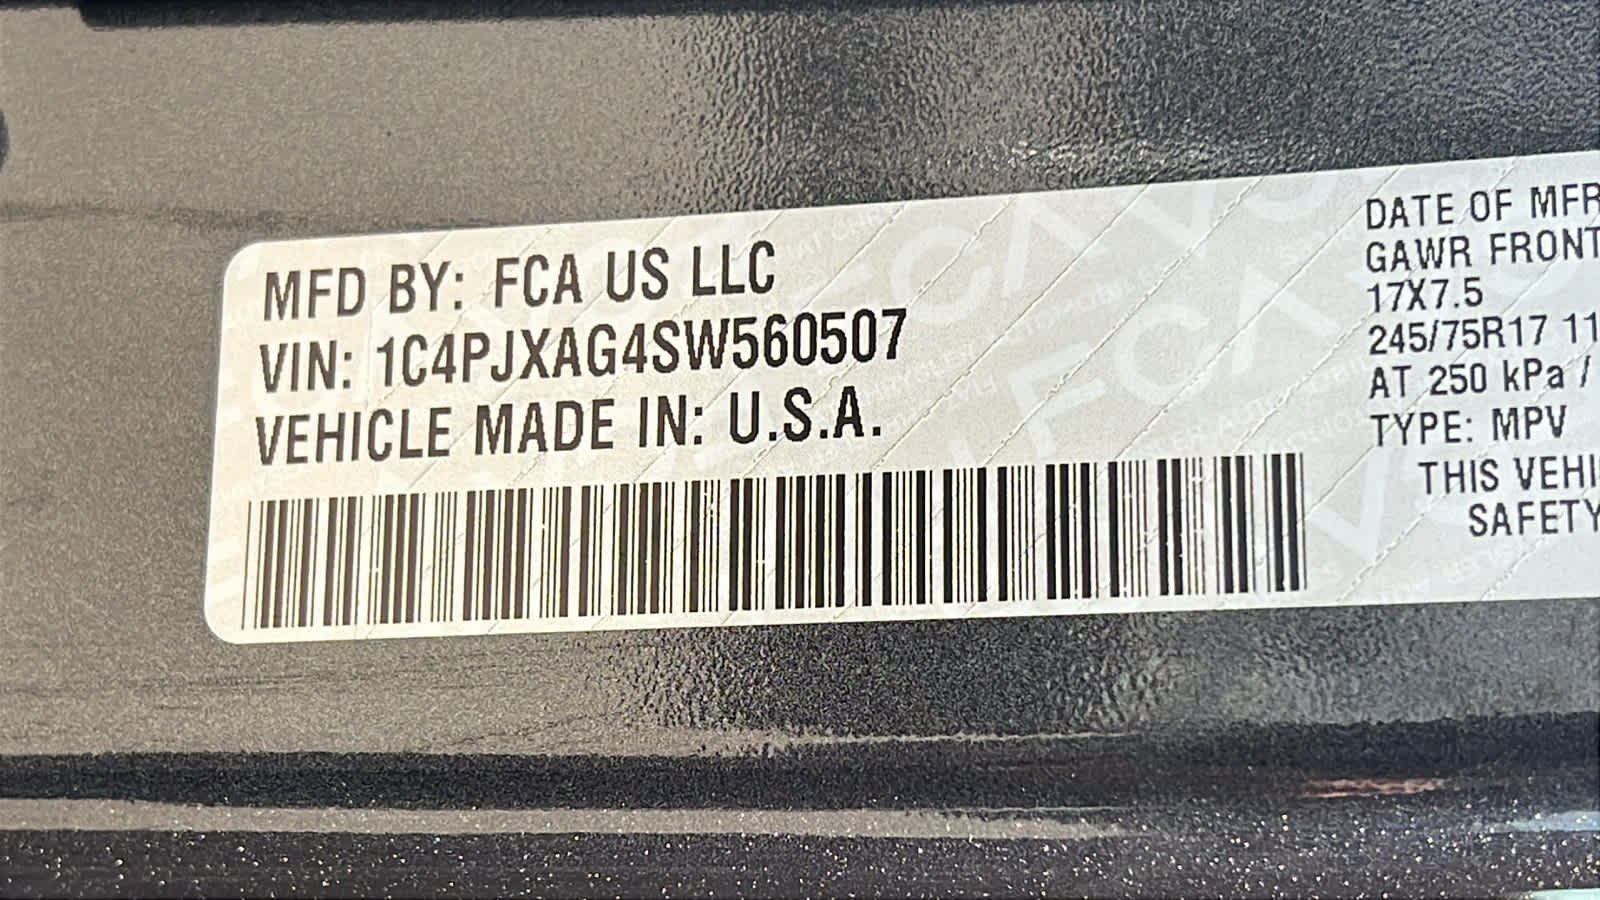 MFD BY: FCA US LLC
VIN: 1C4PJXAG4SW560507
VEHICLE MADE IN: U.S.A.
DATE OF MFR
GAWR FRONT
17X7.5
245/75R17 11
AT 250 kPa /
TYPE: MPV
THIS VEHI
SAFETY